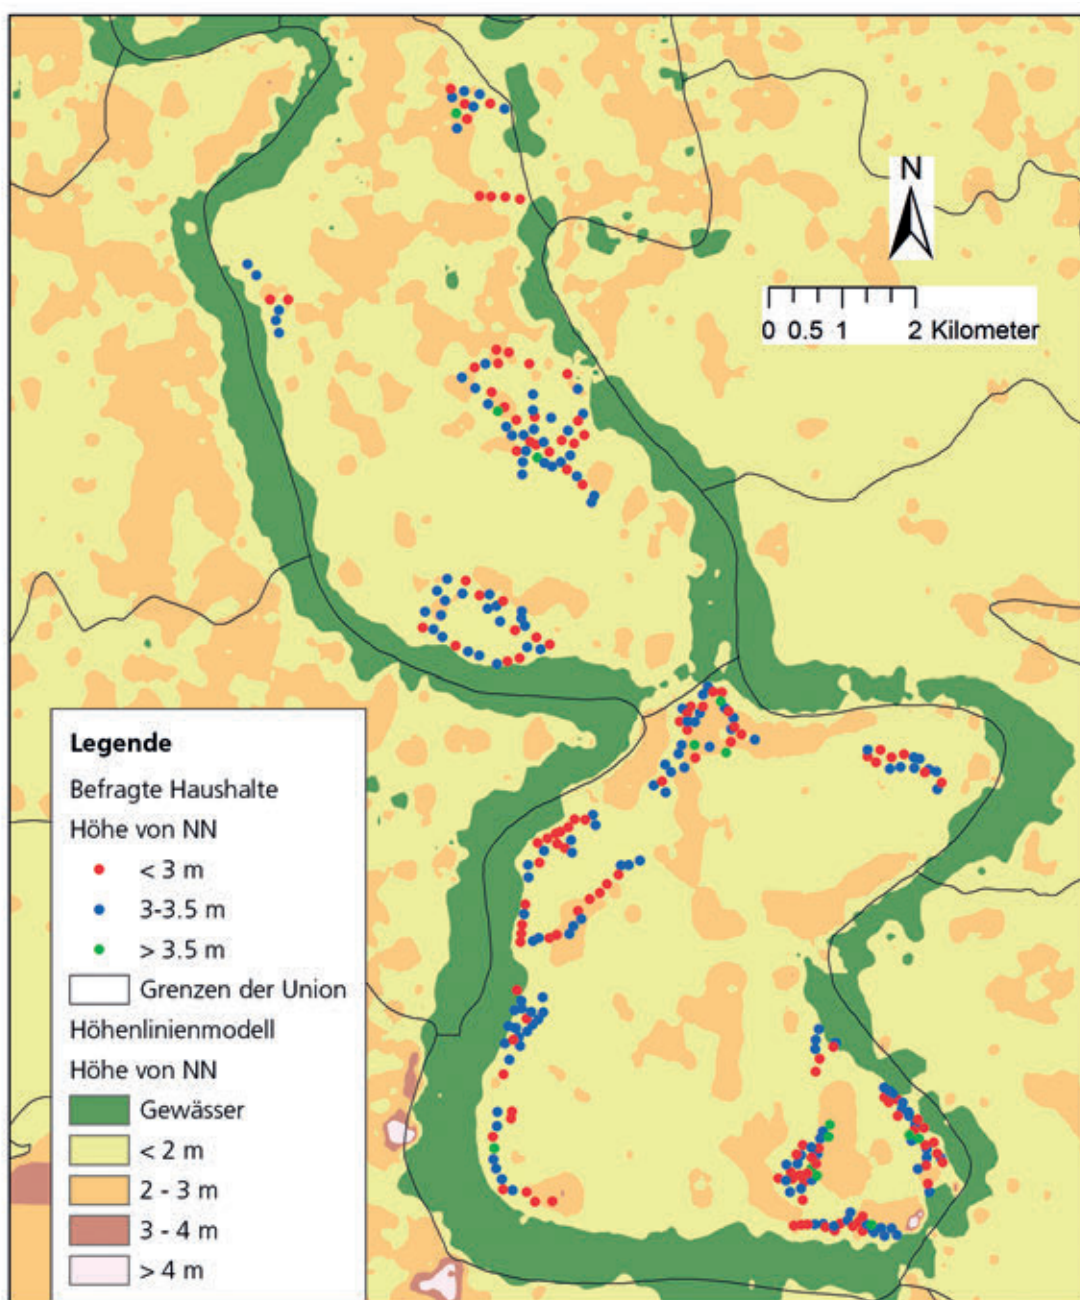 N
0 0.5 1 2 Kilometer
Legende
Befragte Haushalte
Höhe von NN
< 3 m
3-3.5 m
> 3.5 m
Grenzen der Union
Höhenlinienmodell
Höhe von NN
Gewässer
< 2 m
2 - 3 m
3 - 4 m
> 4 m